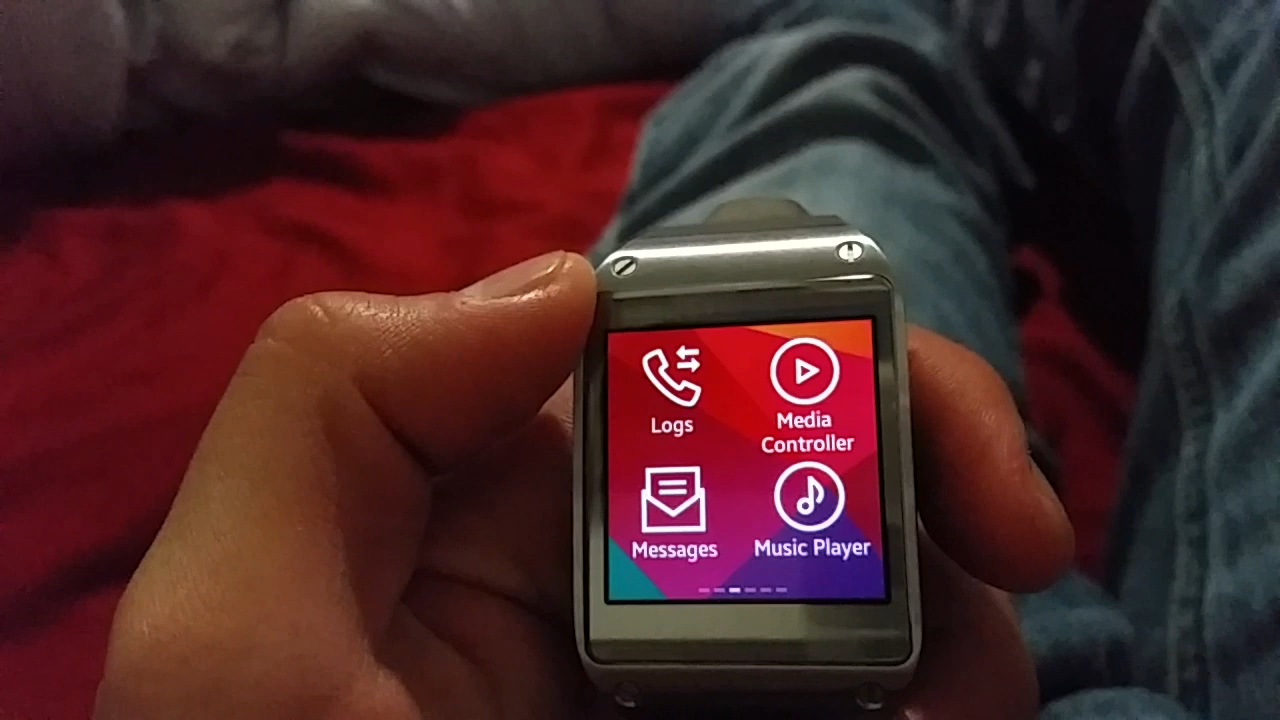 Logs
Media
Controller
Messages
Music Player